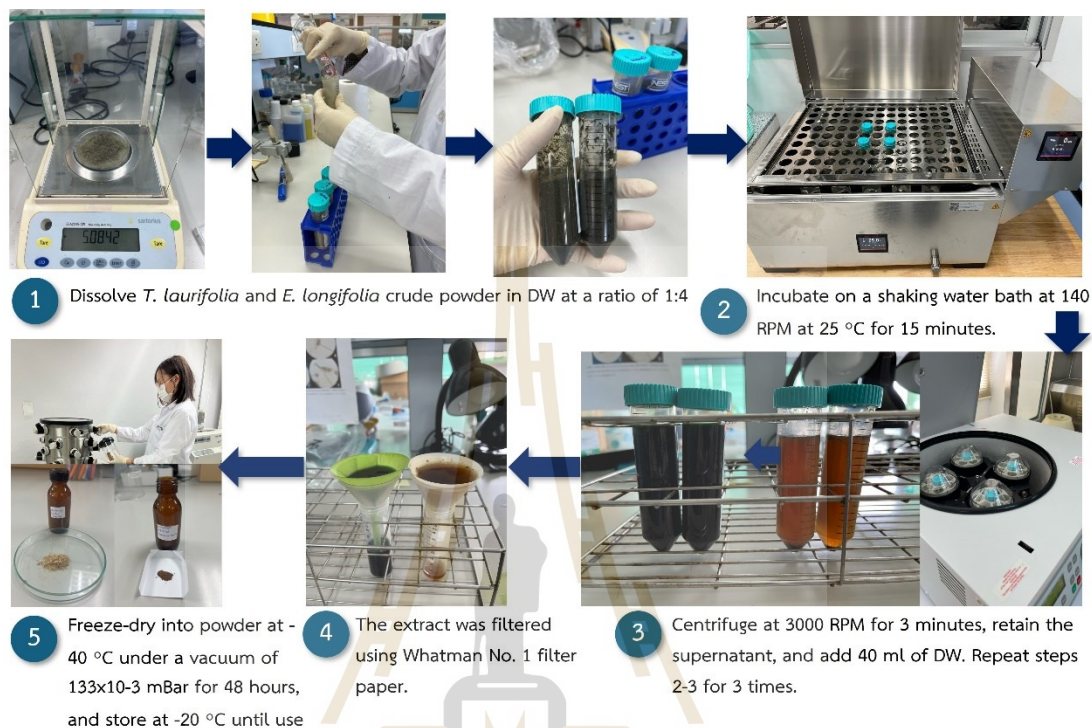 5.0842
1
Dissolve T. laurifolia and E. longifolia crude powder in DW at a ratio of 1:4
2
Incubate on a shaking water bath at 140
RPM at 25 °C for 15 minutes.
3
Centrifuge at 3000 RPM for 3 minutes, retain the
supernatant, and add 40 ml of DW. Repeat steps
2-3 for 3 times.
4
The extract was filtered
using Whatman No. 1 filter
paper.
5
Freeze-dry into powder at -
40 °C under a vacuum of
133x10-3 mBar for 48 hours,
and store at -20 °C until use